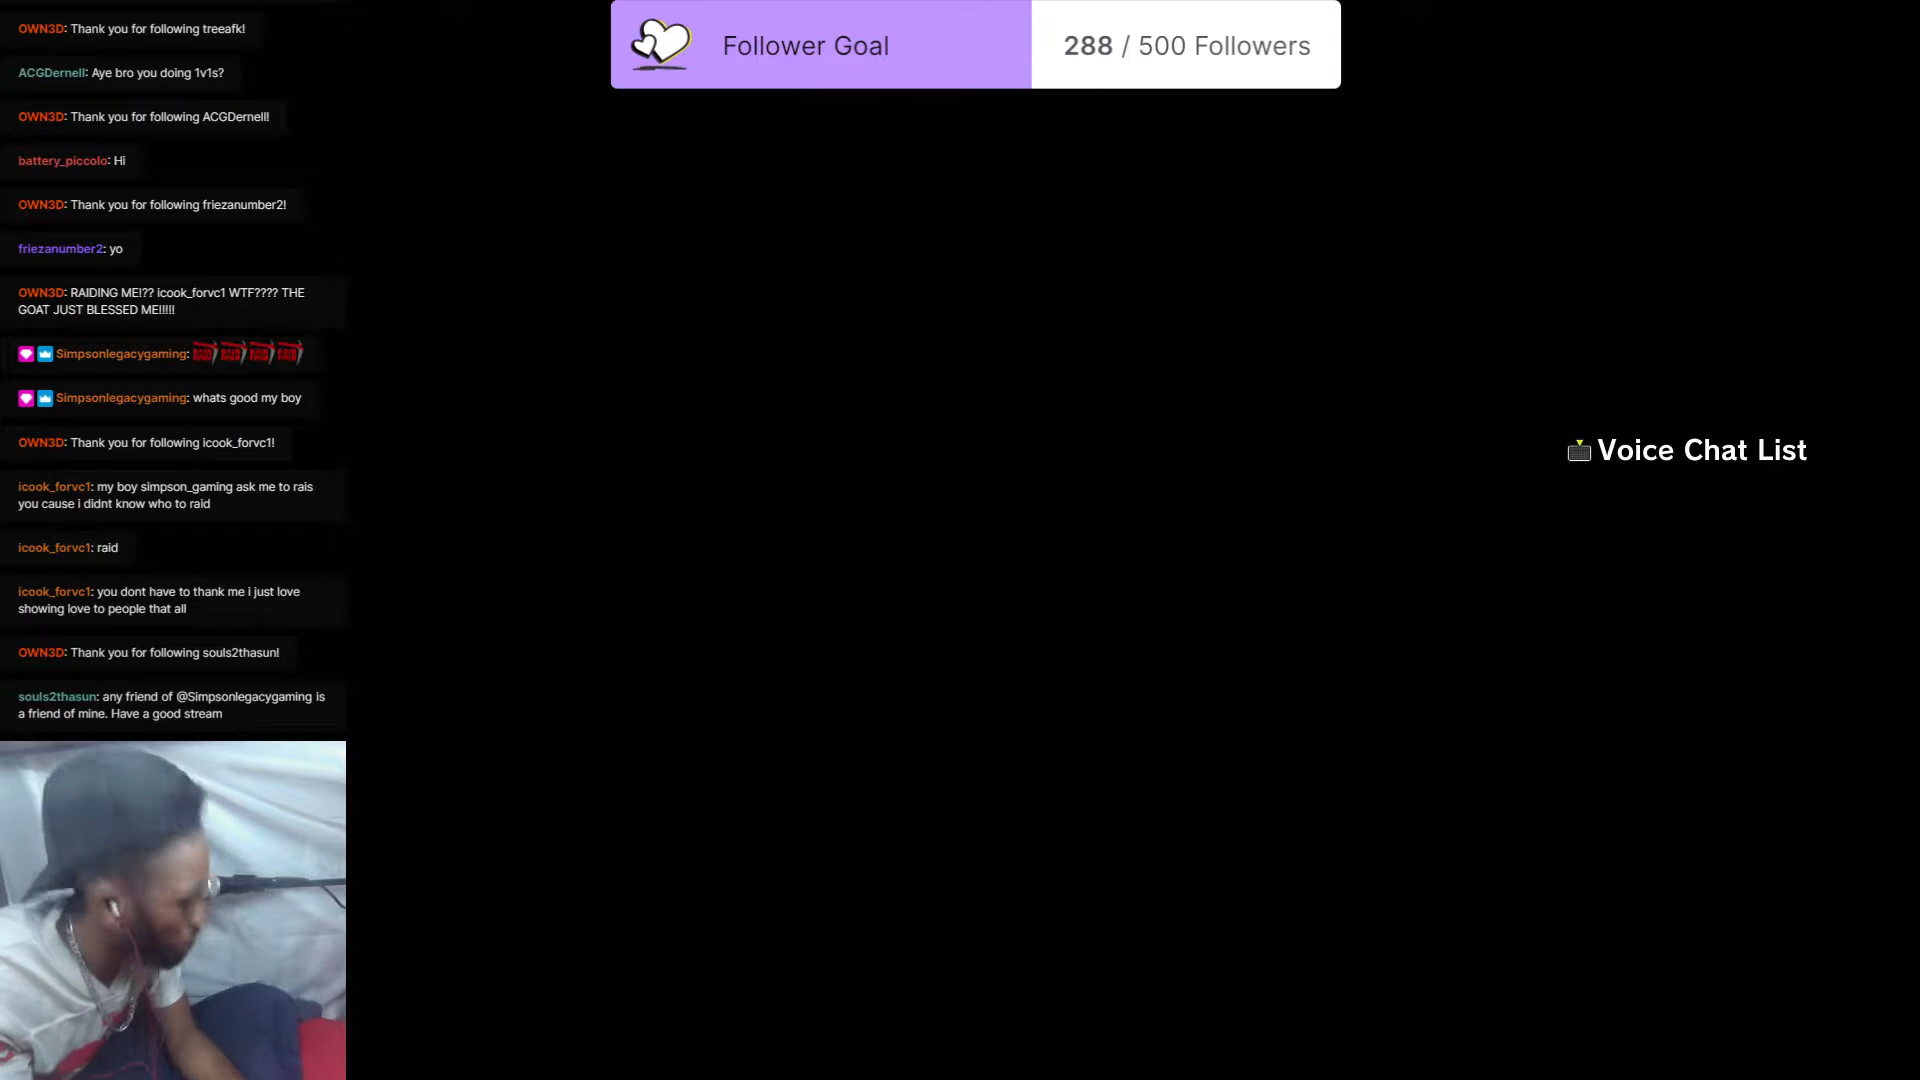 OWN3D: Thank you for following treeafk!
ACGDernell: Aye bro you doing 1v1s?
OWN3D: Thank you for following ACGDernell!
battery_piccolo: Hi
OWN3D: Thank you for following friezanumber2!
friezanumber2: yo
OWN3D: RAIDING ME!?? icook_forvc1 WTF???? THE
GOAT JUST BLESSED ME!!!!!
Simpsonlegacygaming: RAID RAID RAID RAID
Simpsonlegacygaming: whats good my boy
OWN3D: Thank you for following icook_forvc1!
icook_forvc1: my boy simpson_gaming ask me to rais
you cause i didnt know who to raid
icook_forvc1: raid
icook_forvc1: you dont have to thank me i just love
showing love to people that all
OWN3D: Thank you for following souls2thasun!
souls2thasun: any friend of @Simpsonlegacygaming is
a friend of mine. Have a good stream
Follower Goal
288 / 500 Followers
Voice Chat List